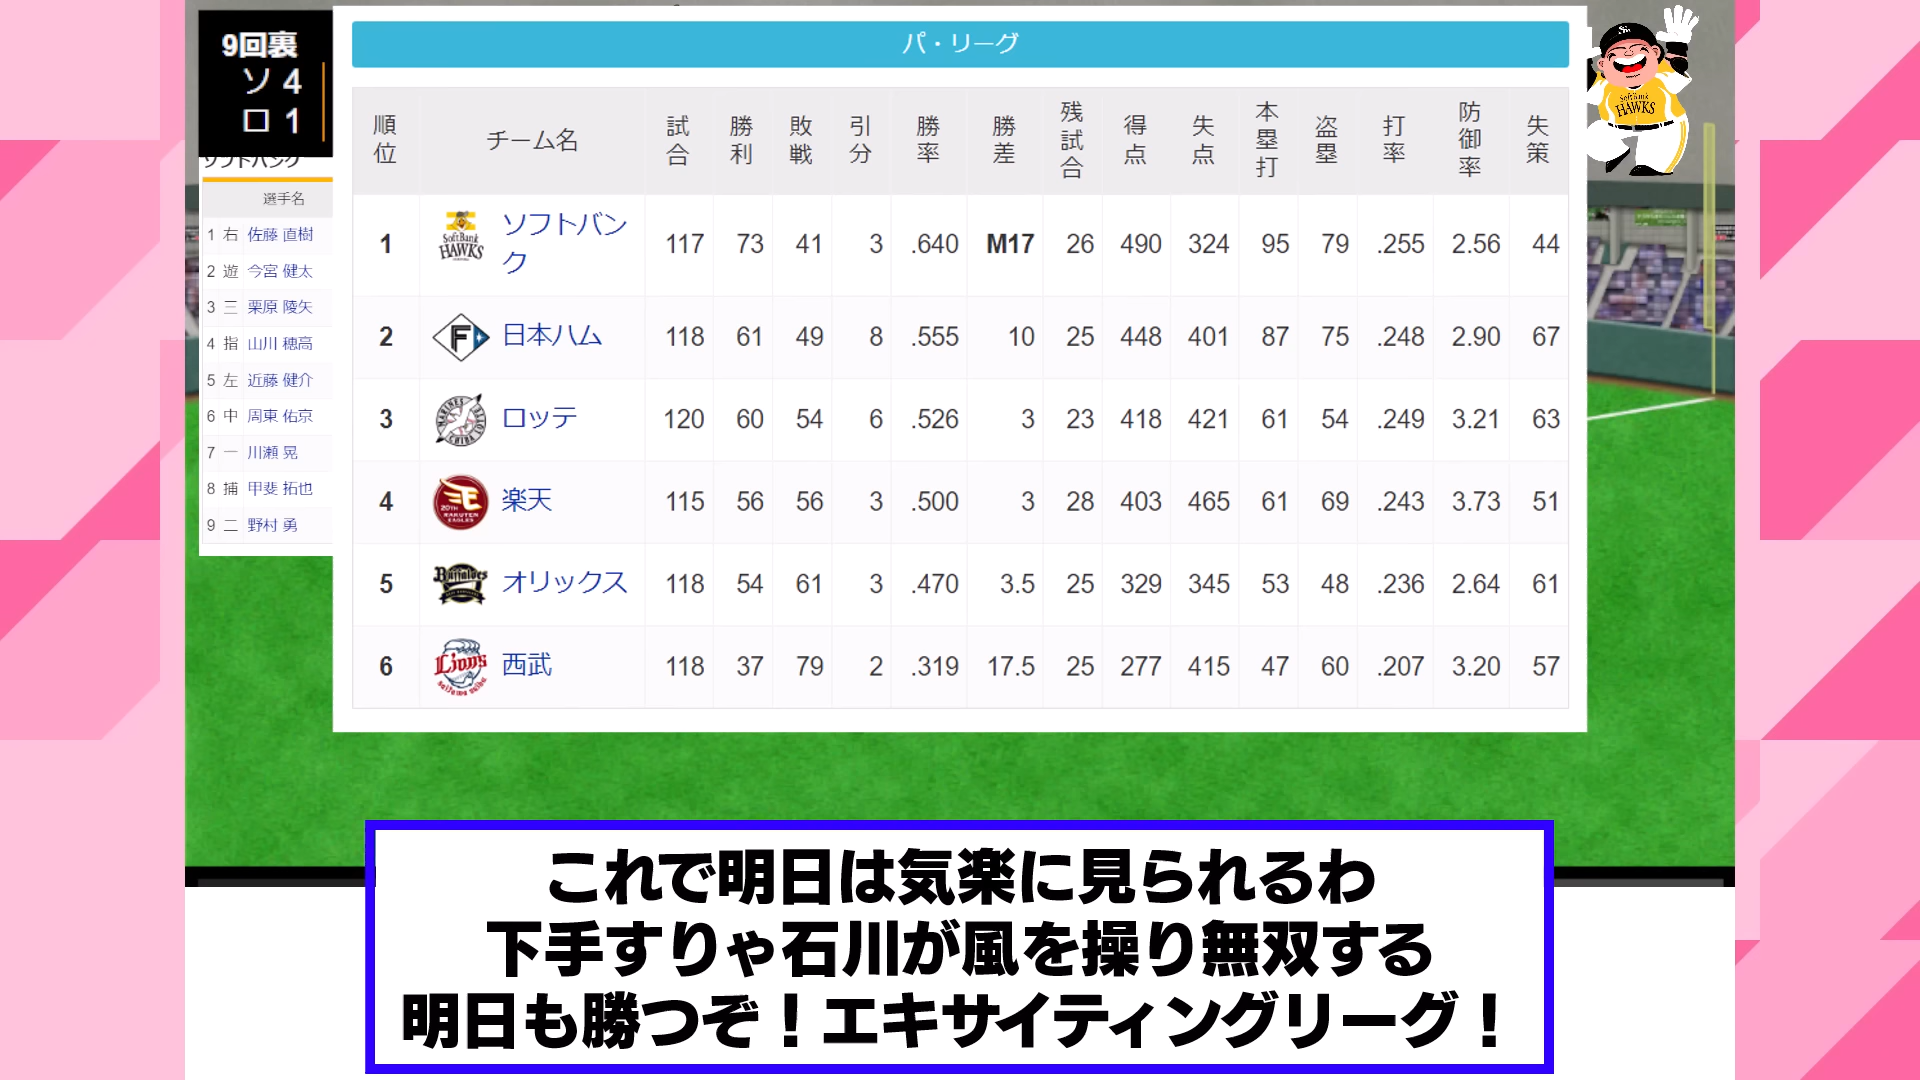 9回裏
ソ 4
ロ 1
ソフトバンク
選手名
1 右 佐藤 直樹
2 遊 今宮 健太
3 三 栗原 陵矢
4 指 山川 穂高
5 左 近藤 健介
6 中 周東 佑京
7 一 川瀬 晃
8 捕 甲斐 拓也
9 二 野村 勇
パ・リーグ
順位 チーム名 試合 勝利 敗戦 引分 勝率 勝差 残試合 得点 失点 本塁打 盗塁 打率 防御率 失策
1 SoftBank HAWKS ソフトバンク 117 73 41 3 .640 M17 26 490 324 95 79 .255 2.56 44
2 F 日本ハム 118 61 49 8 .555 10 25 448 401 87 75 .248 2.90 67
3 ロッテ 120 60 54 6 .526 3 23 418 421 61 54 .249 3.21 63
4 楽天 115 56 56 3 .500 3 28 403 465 61 69 .243 3.73 51
5 Buffaloes オリックス 118 54 61 3 .470 3.5 25 329 345 53 48 .236 2.64 61
6 Lions 西武 118 37 79 2 .319 17.5 25 277 415 47 60 .207 3.20 57
SoftBank
HAWKS
これで明日は気楽に見られるわ
下手すりゃ石川が風を操り無双する
明日も勝つぞ！エキサイティングリーグ！